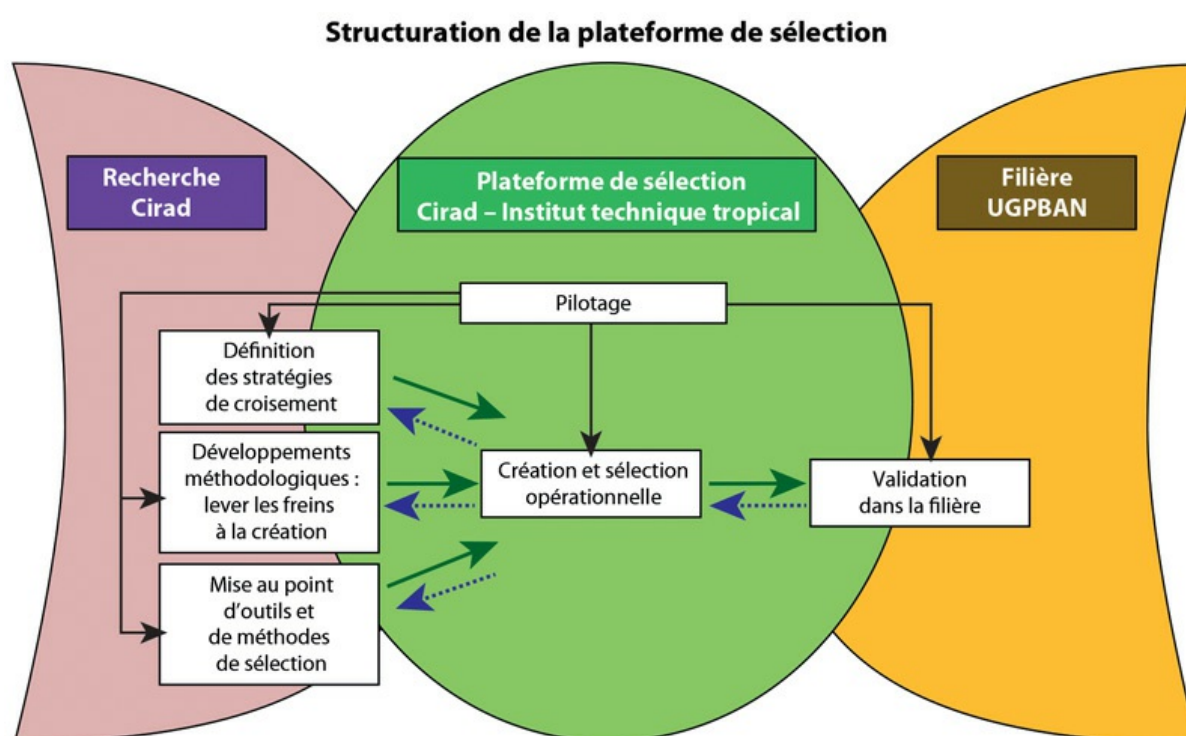 Structuration de la plateforme de sélection
Recherche
Cirad
Plateforme de sélection
Cirad – Institut technique tropical
Filière
UGPBAN
Pilotage
Définition
des stratégies
de croisement
Développements
méthodologiques :
lever les freins
à la création
Mise au point
d’outils et
de méthodes
de sélection
Création et sélection
opérationnelle
Validation
dans la filière